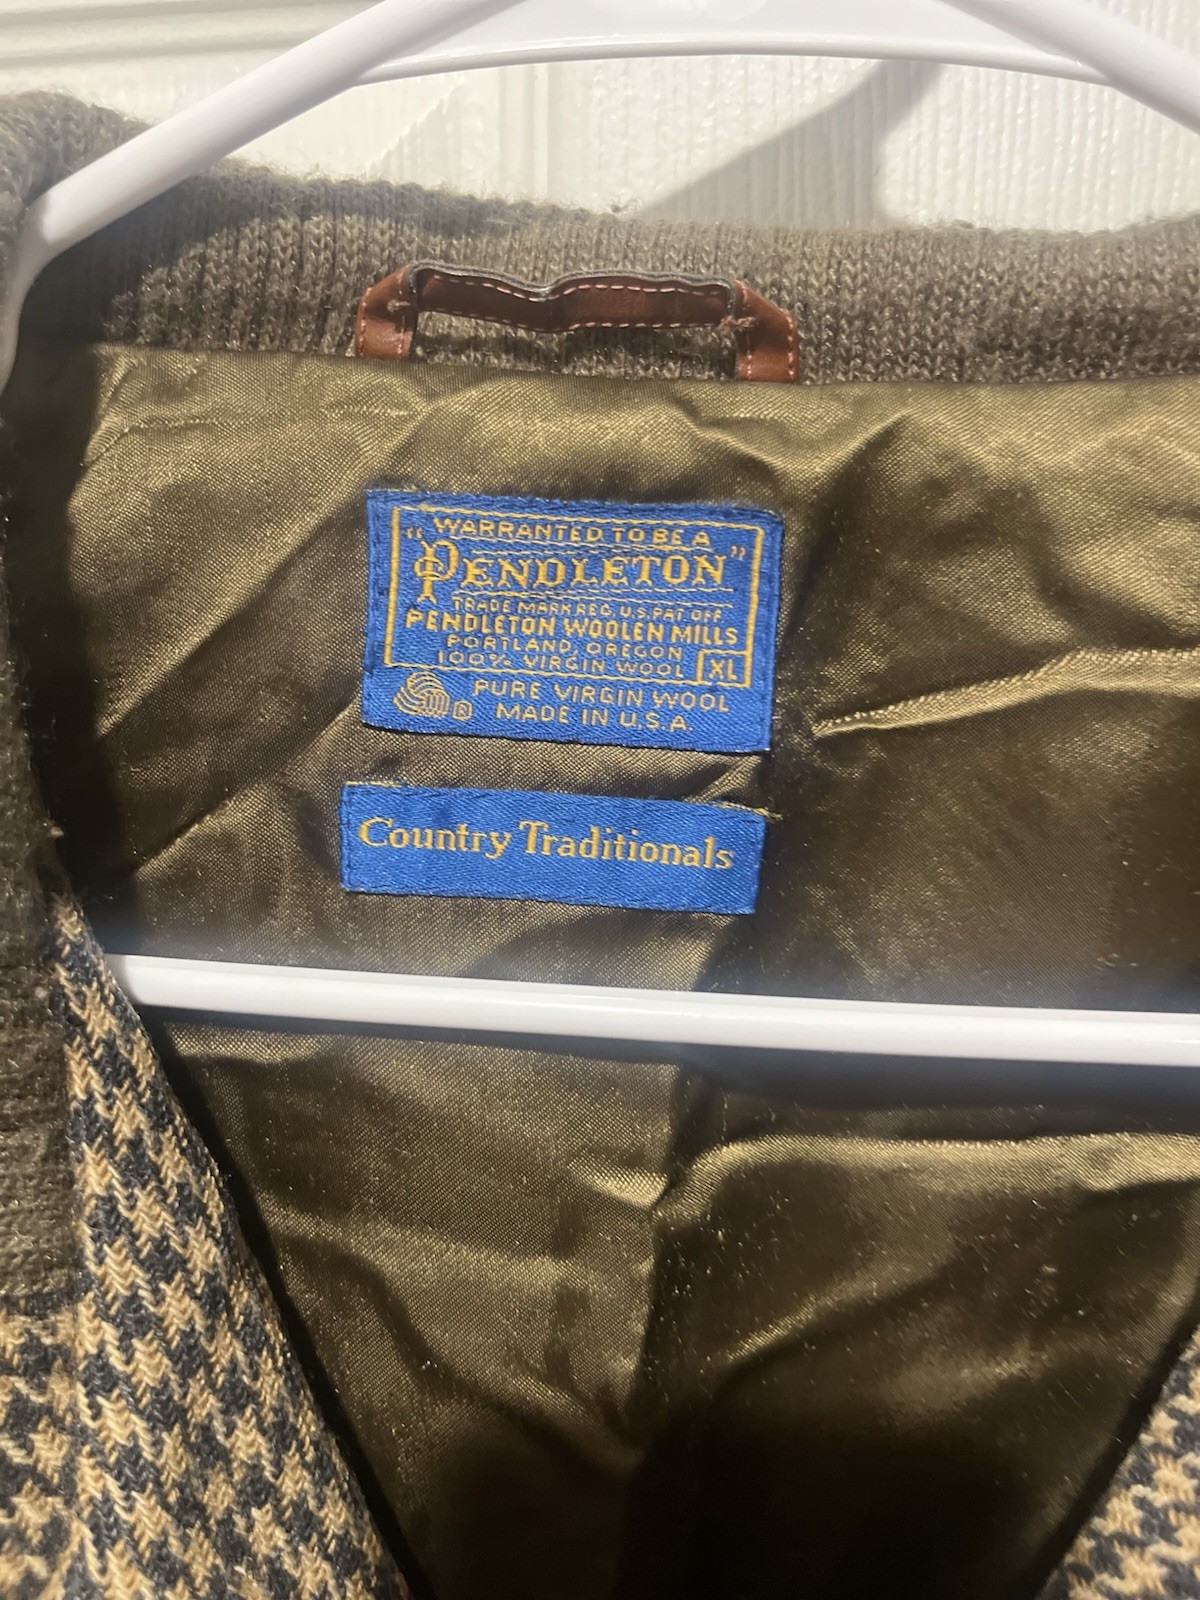 WARRANTED TO BE A
"PENDLETON"
TRADE MARK REG. U.S. PAT OFF
PENDLETON WOOLEN MILLS
PORTLAND, OREGON
100% VIRGIN WOOL XL
PURE VIRGIN WOOL
® MADE IN U.S.A.
Country Traditionals